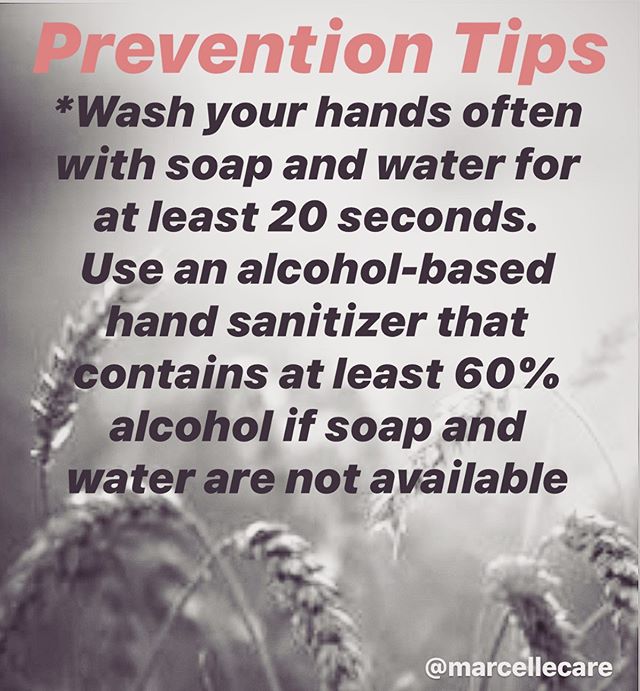 Prevention Tips
*Wash your hands often
with soap and water for
at least 20 seconds.
Use an alcohol-based
hand sanitizer that
contains at least 60%
alcohol if soap and
water are not available
@marcellecare